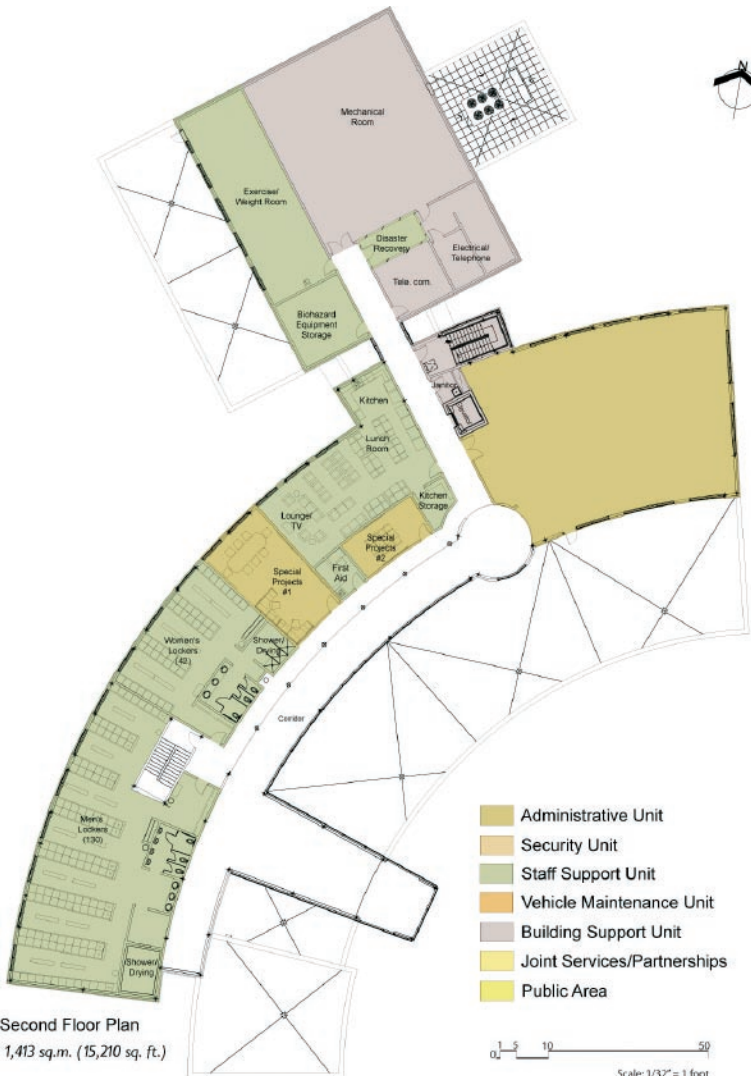 N
Mechanical
Room
Exercise/
Weight Room
Disaster
Recovery
Electrical/
Telephone
Tele. com.
Biohazard
Equipment
Storage
Janitor
Elevator
Kitchen
Lunch
Room
Kitchen
Storage
Lounge/
TV
Special
Projects
#2
First
Aid
Special
Projects
#1
Women's
Lockers
(42)
Shower/
Drying
Corridor
Men's
Lockers
(130)
Shower/
Drying
Administrative Unit
Security Unit
Staff Support Unit
Vehicle Maintenance Unit
Building Support Unit
Joint Services/Partnerships
Public Area
Second Floor Plan
1,413 sq.m. (15,210 sq. ft.)
0 1 5 10 50
Scale: 1/32" = 1 foot